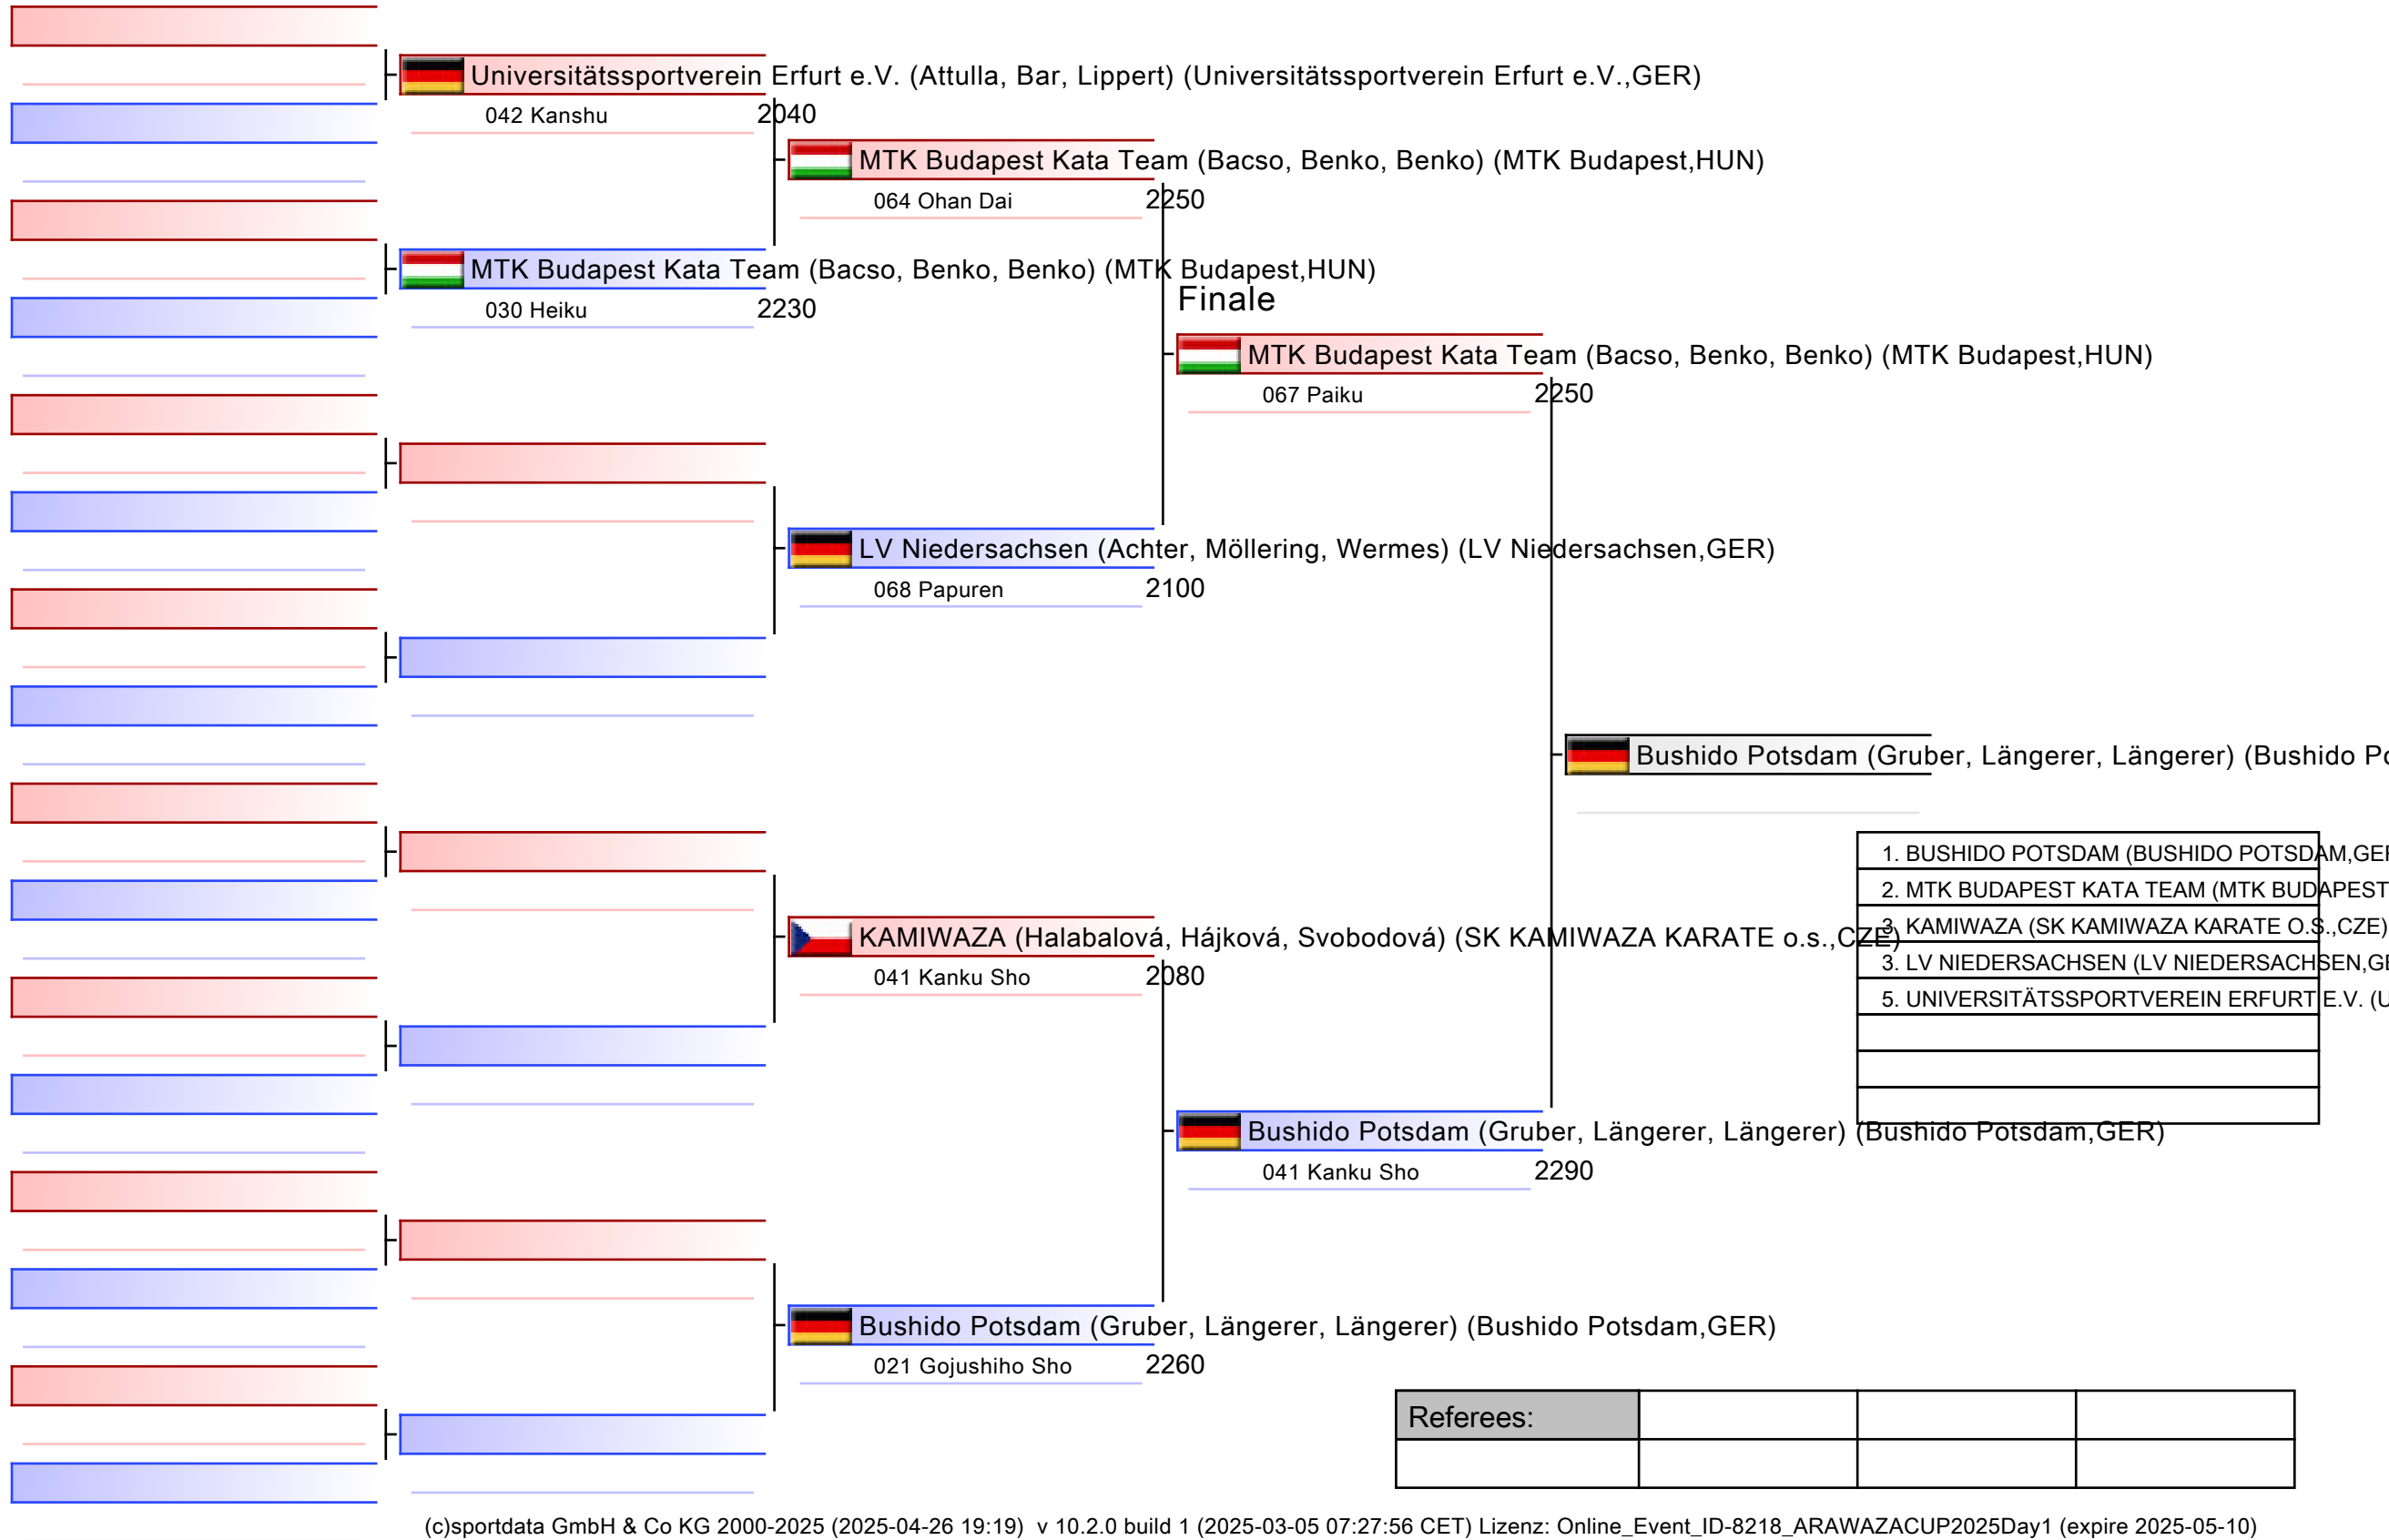 Universitätssportverein Erfurt e.V. (Attulla, Bar, Lippert) (Universitätssportverein Erfurt e.V.,GER)
042 Kanshu 2040
MTK Budapest Kata Team (Bacso, Benko, Benko) (MTK Budapest,HUN)
064 Ohan Dai 2250
MTK Budapest Kata Team (Bacso, Benko, Benko) (MTK Budapest,HUN)
030 Heiku 2230
Finale
MTK Budapest Kata Team (Bacso, Benko, Benko) (MTK Budapest,HUN)
067 Paiku 2250
LV Niedersachsen (Achter, Möllering, Wermes) (LV Niedersachsen,GER)
068 Papuren 2100
Bushido Potsdam (Gruber, Längerer, Längerer) (Bushido Po
1. BUSHIDO POTSDAM (BUSHIDO POTSDAM,GER
2. MTK BUDAPEST KATA TEAM (MTK BUDAPEST
3. KAMIWAZA (SK KAMIWAZA KARATE O.S.,CZE)
3. LV NIEDERSACHSEN (LV NIEDERSACHSEN,GE
5. UNIVERSITÄTSSPORTVEREIN ERFURT E.V. (U
KAMIWAZA (Halabalová, Hájková, Svobodová) (SK KAMIWAZA KARATE o.s.,CZE)
041 Kanku Sho 2080
Bushido Potsdam (Gruber, Längerer, Längerer) (Bushido Potsdam,GER)
041 Kanku Sho 2290
Bushido Potsdam (Gruber, Längerer, Längerer) (Bushido Potsdam,GER)
021 Gojushiho Sho 2260
Referees:
(c)sportdata GmbH & Co KG 2000-2025 (2025-04-26 19:19) v 10.2.0 build 1 (2025-03-05 07:27:56 CET) Lizenz: Online_Event_ID-8218_ARAWAZACUP2025Day1 (expire 2025-05-10)